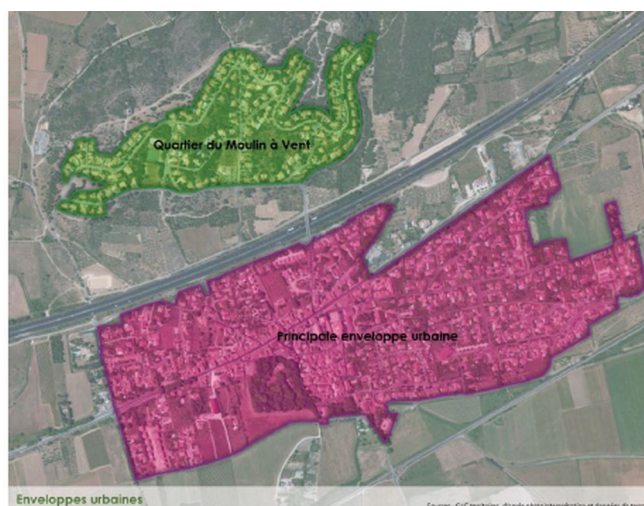 Quartier du Moulin à Vent
Principale enveloppe urbaine
Enveloppes urbaines